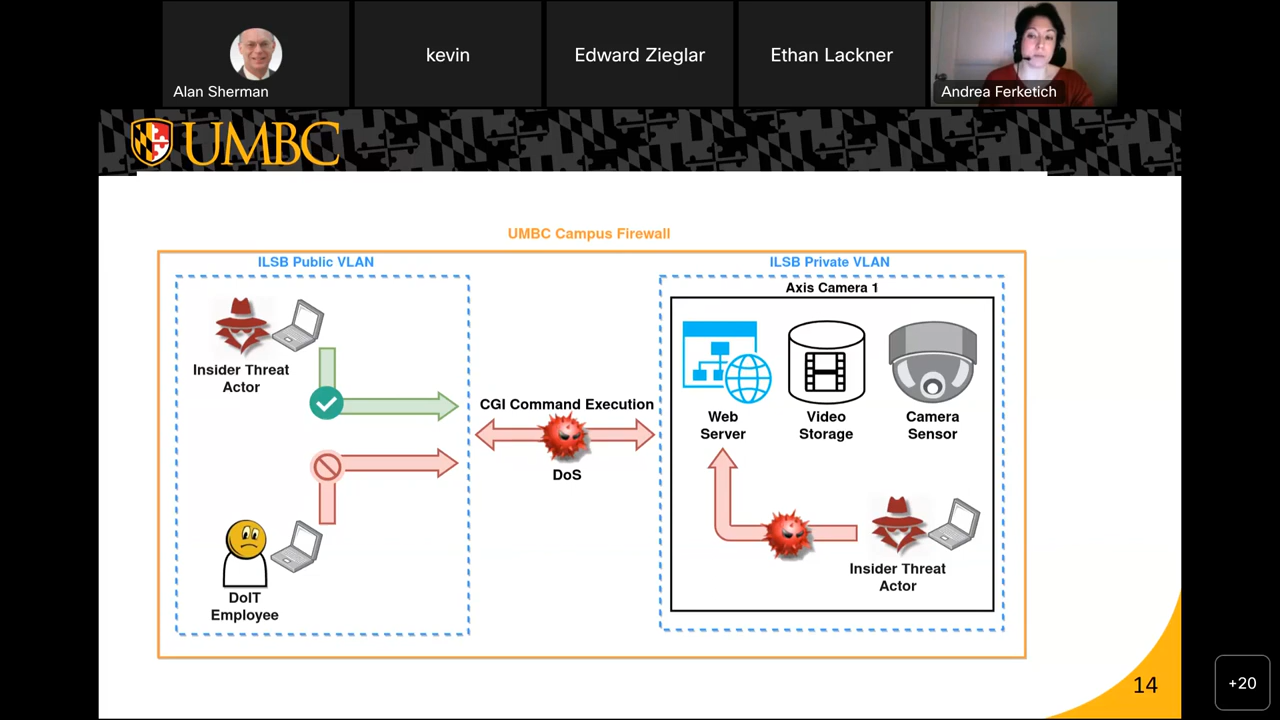 kevin
Edward Zieglar
Ethan Lackner
Alan Sherman
Andrea Ferketich
UMBC
UMBC Campus Firewall
ILSB Public VLAN
ILSB Private VLAN
Axis Camera 1
Insider Threat
Actor
CGI Command Execution
DoS
Web
Server
Video
Storage
Camera
Sensor
DoIT
Employee
Insider Threat
Actor
14
+20